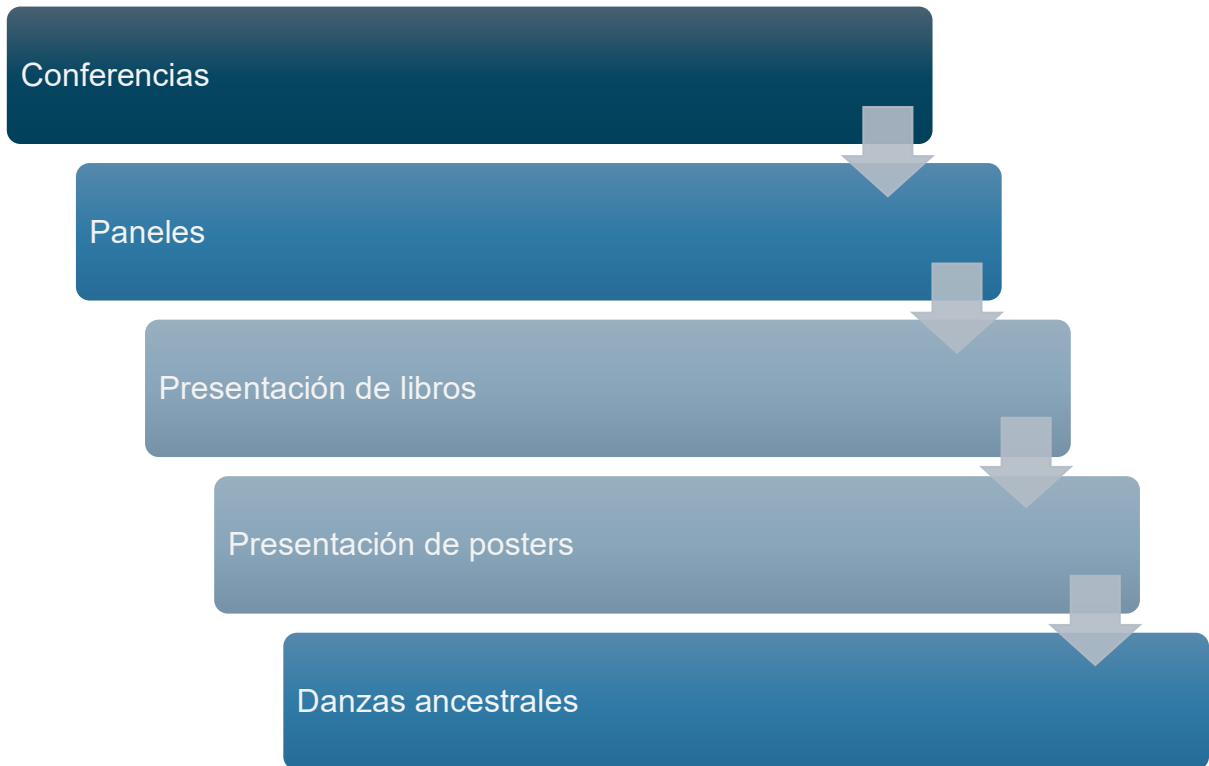 Conferencias
Paneles
Presentación de libros
Presentación de posters
Danzas ancestrales